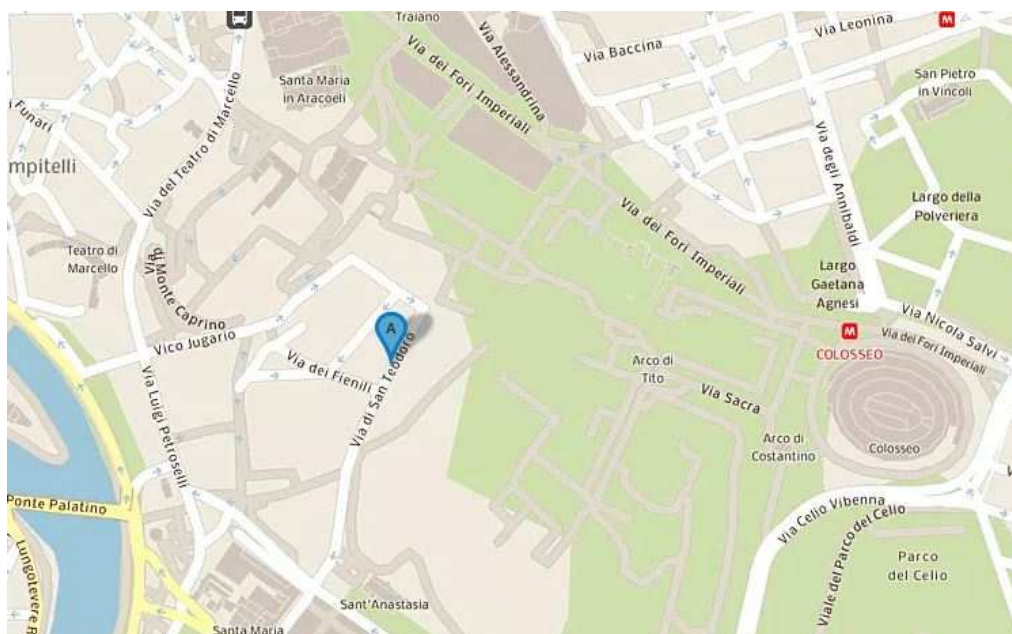 Traiano
Via Leonina
Via Baccina
Via dei Fori Imperiali
Via Alessandrina
Santa Maria
in Aracoeli
San Pietro
in Vincoli
i Funari
Via del Teatro di Marcello
mpitelli
Via degli Annibaldi
Largo della
Polveriera
Via dei Fori Imperiali
Teatro di
Marcello
Via
di Monte Caprino
Largo
Gaetana
Agnesi
Via Nicola Salvi
A
Vico Jugario
COLOSSEO
Via dei Fori Imperiali
Via dei Fienili
Via di San Teodoro
Arco di
Tito
Via Sacra
Via Luigi Petroselli
Arco di
Costantino
Colosseo
Ponte Palatino
Via Celio Vibenna
Viale del Parco del Celio
Lungotevere R
Parco
del Celio
Sant'Anastasia
Santa Maria